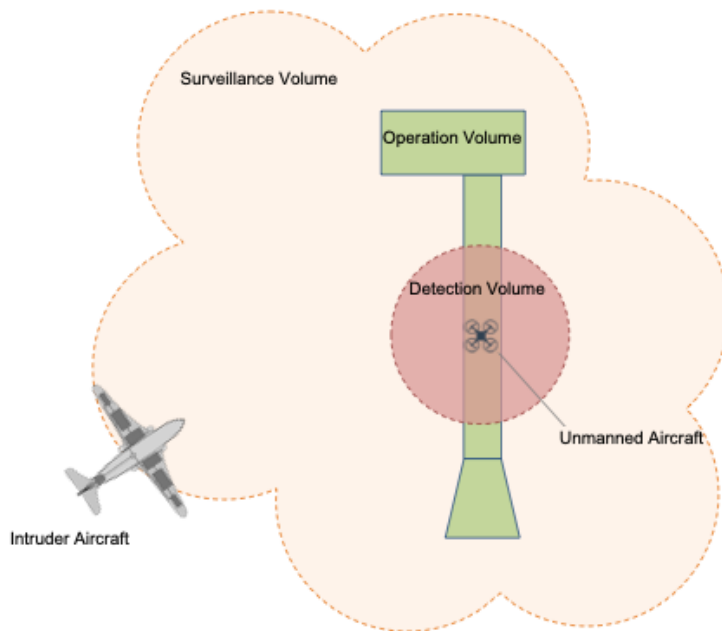 Surveillance Volume
Operation Volume
Detection Volume
Unmanned Aircraft
Intruder Aircraft